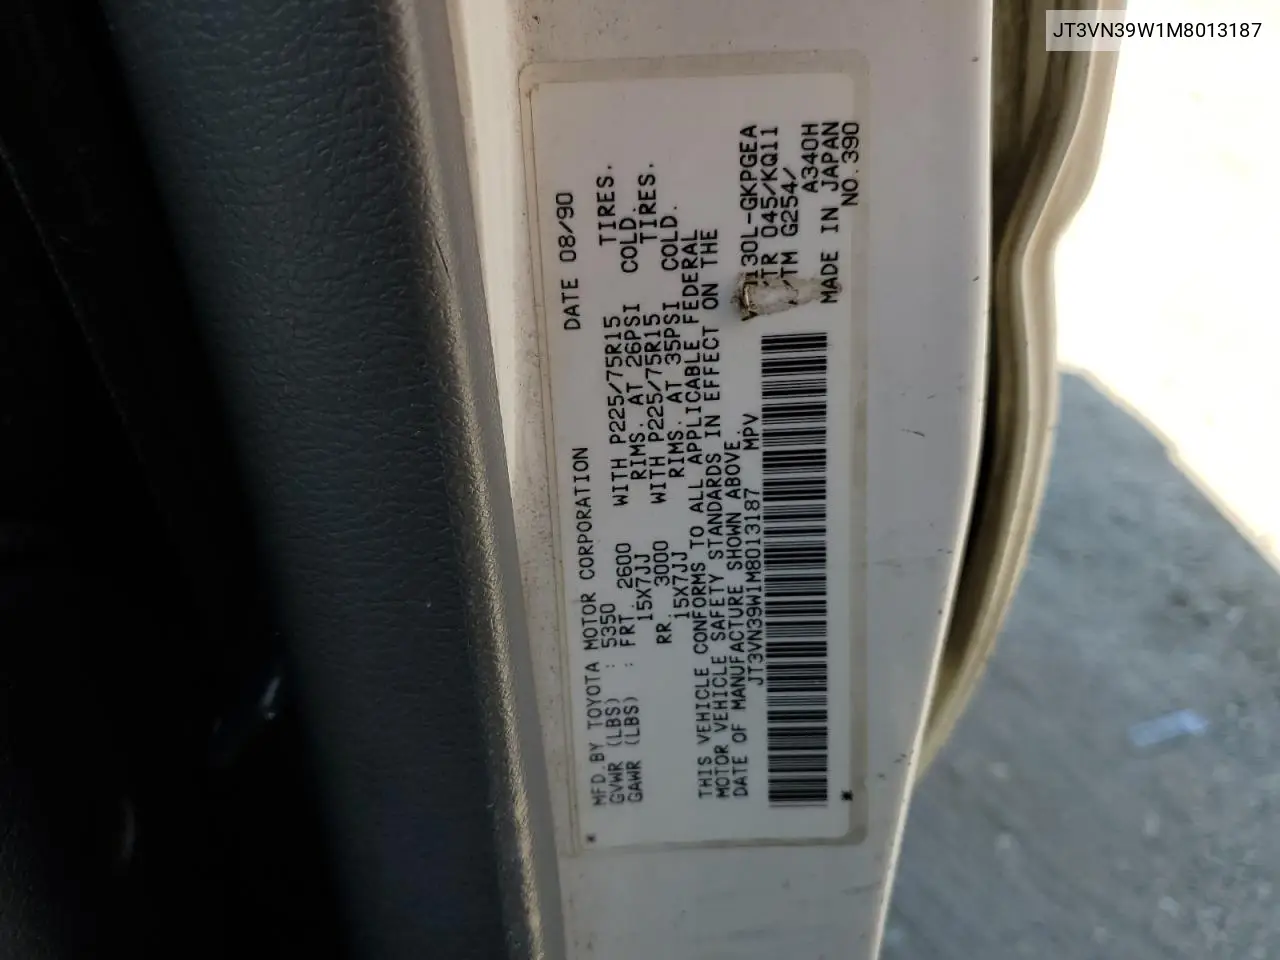 JT3VN39W1M8013187
MFD.BY TOYOTA MOTOR CORPORATION DATE 08/90
GVWR (LBS) : 5350
GAWR (LBS) : FRT. 2600 WITH P225/75R15 TIRES.
15X7JJ RIMS. AT 26PSI COLD.
RR. 3000 WITH P225/75R15 TIRES.
15X7JJ RIMS. AT 35PSI COLD.
THIS VEHICLE CONFORMS TO ALL APPLICABLE FEDERAL
MOTOR VEHICLE SAFETY STANDARDS IN EFFECT ON THE
DATE OF MANUFACTURE SHOWN ABOVE.
JT3VN39W1M8013187 MPV
130L-GKPGEA
TR 045/KQ11
TM G254/
A340H
MADE IN JAPAN
NO.390